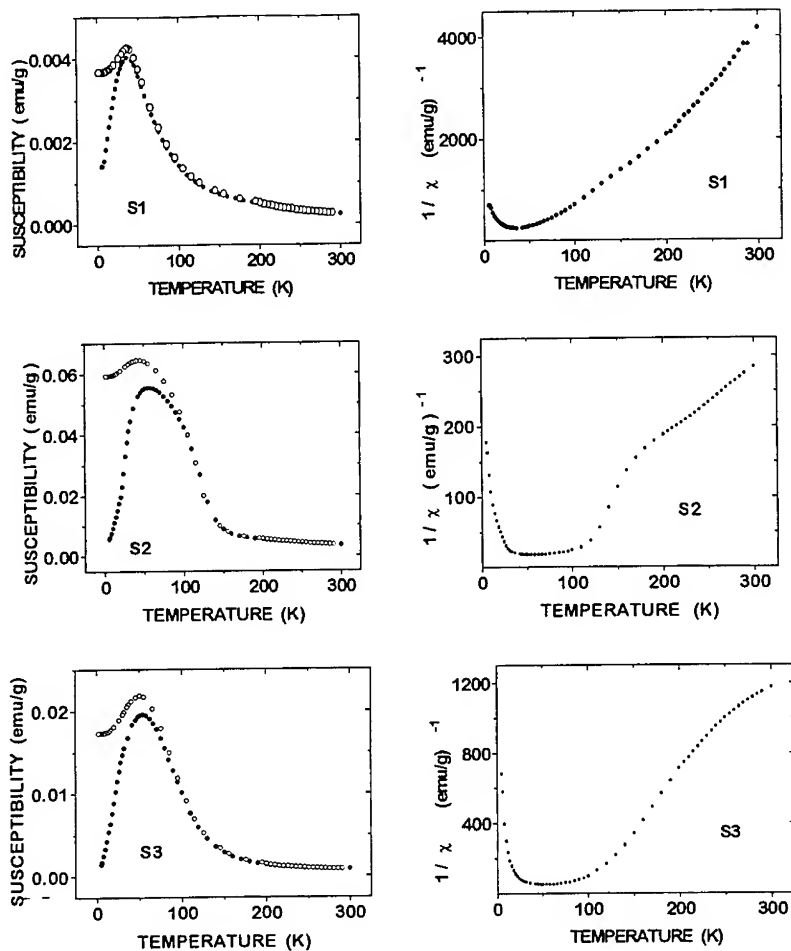 SUSCEPTIBILITY (emu/g)
0.004
0.002
0.000
S1
0 100 200 300
TEMPERATURE (K)
1 / χ (emu/g) ⁻¹
4000
2000
0
S1
0 100 200 300
TEMPERATURE (K)
SUSCEPTIBILITY (emu/g)
0.06
0.04
0.02
0.00
S2
0 100 200 300
TEMPERATURE (K)
1 / χ (emu/g) ⁻¹
300
200
100
S2
0 100 200 300
TEMPERATURE (K)
SUSCEPTIBILITY (emu/g)
0.02
0.01
0.00
S3
0 100 200 300
TEMPERATURE (K)
1 / χ (emu/g) ⁻¹
1200
800
400
0
S3
0 100 200 300
TEMPERATURE (K)